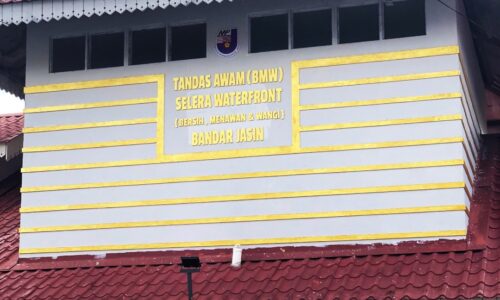 TANDAS AWAM (BMW)
SELERA WATERFRONT
(BERSIH, MENAWAN & WANGI)
BANDAR JASIN